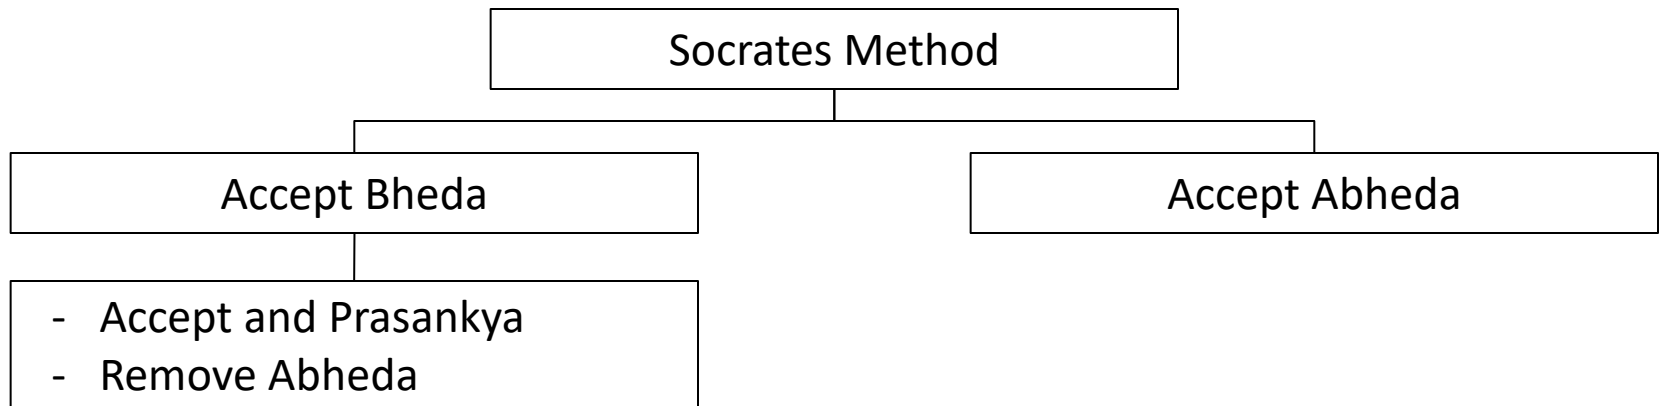 Socrates Method
Accept Bheda
Accept Abheda
- Accept and Prasankya
- Remove Abheda